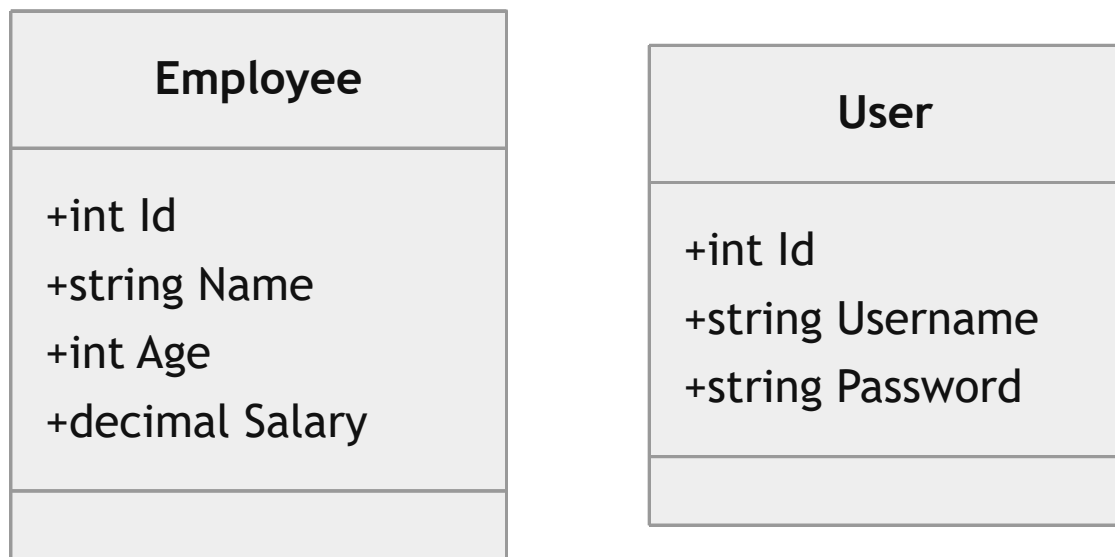 Employee
+int Id
+string Name
+int Age
+decimal Salary
User
+int Id
+string Username
+string Password